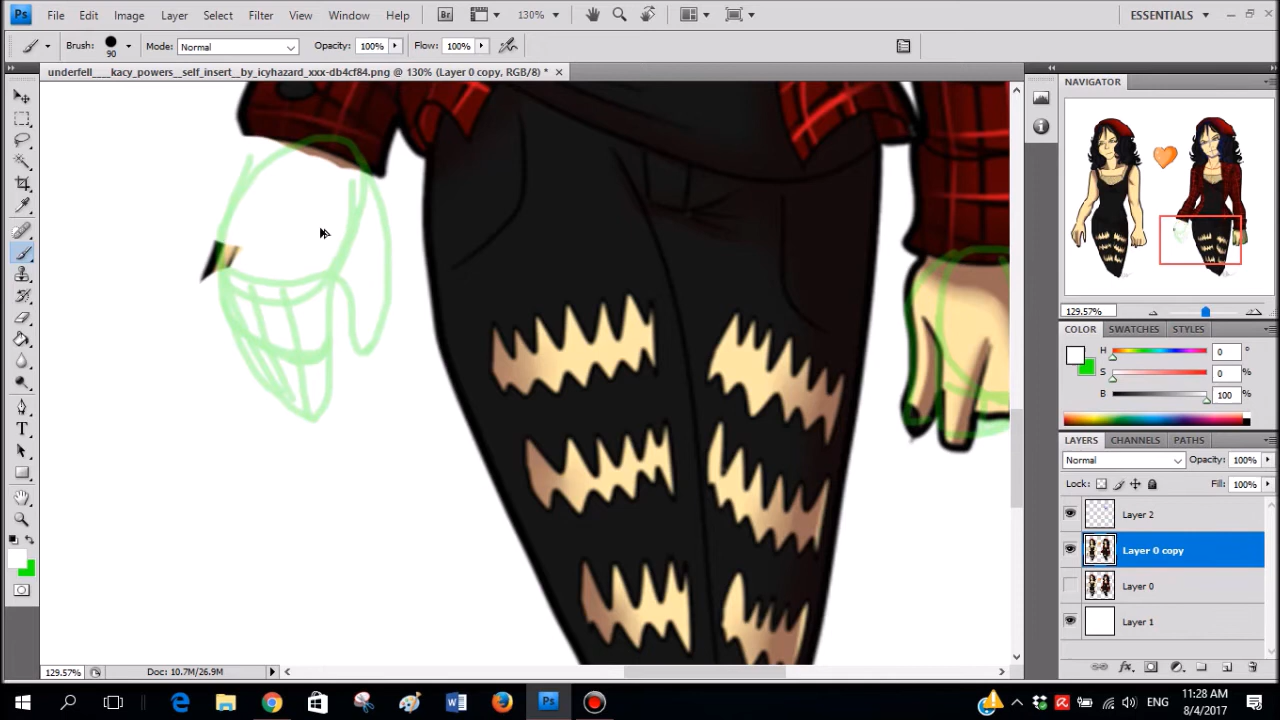 Ps File Edit Image Layer Select Filter View Window Help Br 130% ESSENTIALS
Brush: 90 Mode: Normal Opacity: 100% Flow: 100%
underfell____kacy_powers__self_insert__by_icyhazard_xxx-db4cf84.png @ 130% (Layer 0 copy, RGB/8) *
NAVIGATOR
129.57%
COLOR SWATCHES STYLES
H 0 °
S 0 %
B 100 %
LAYERS CHANNELS PATHS
Normal Opacity: 100%
Lock: Fill: 100%
Layer 2
Layer 0 copy
Layer 0
Layer 1
129.57% Doc: 10.7M/26.9M
ENG 11:28 AM
8/4/2017